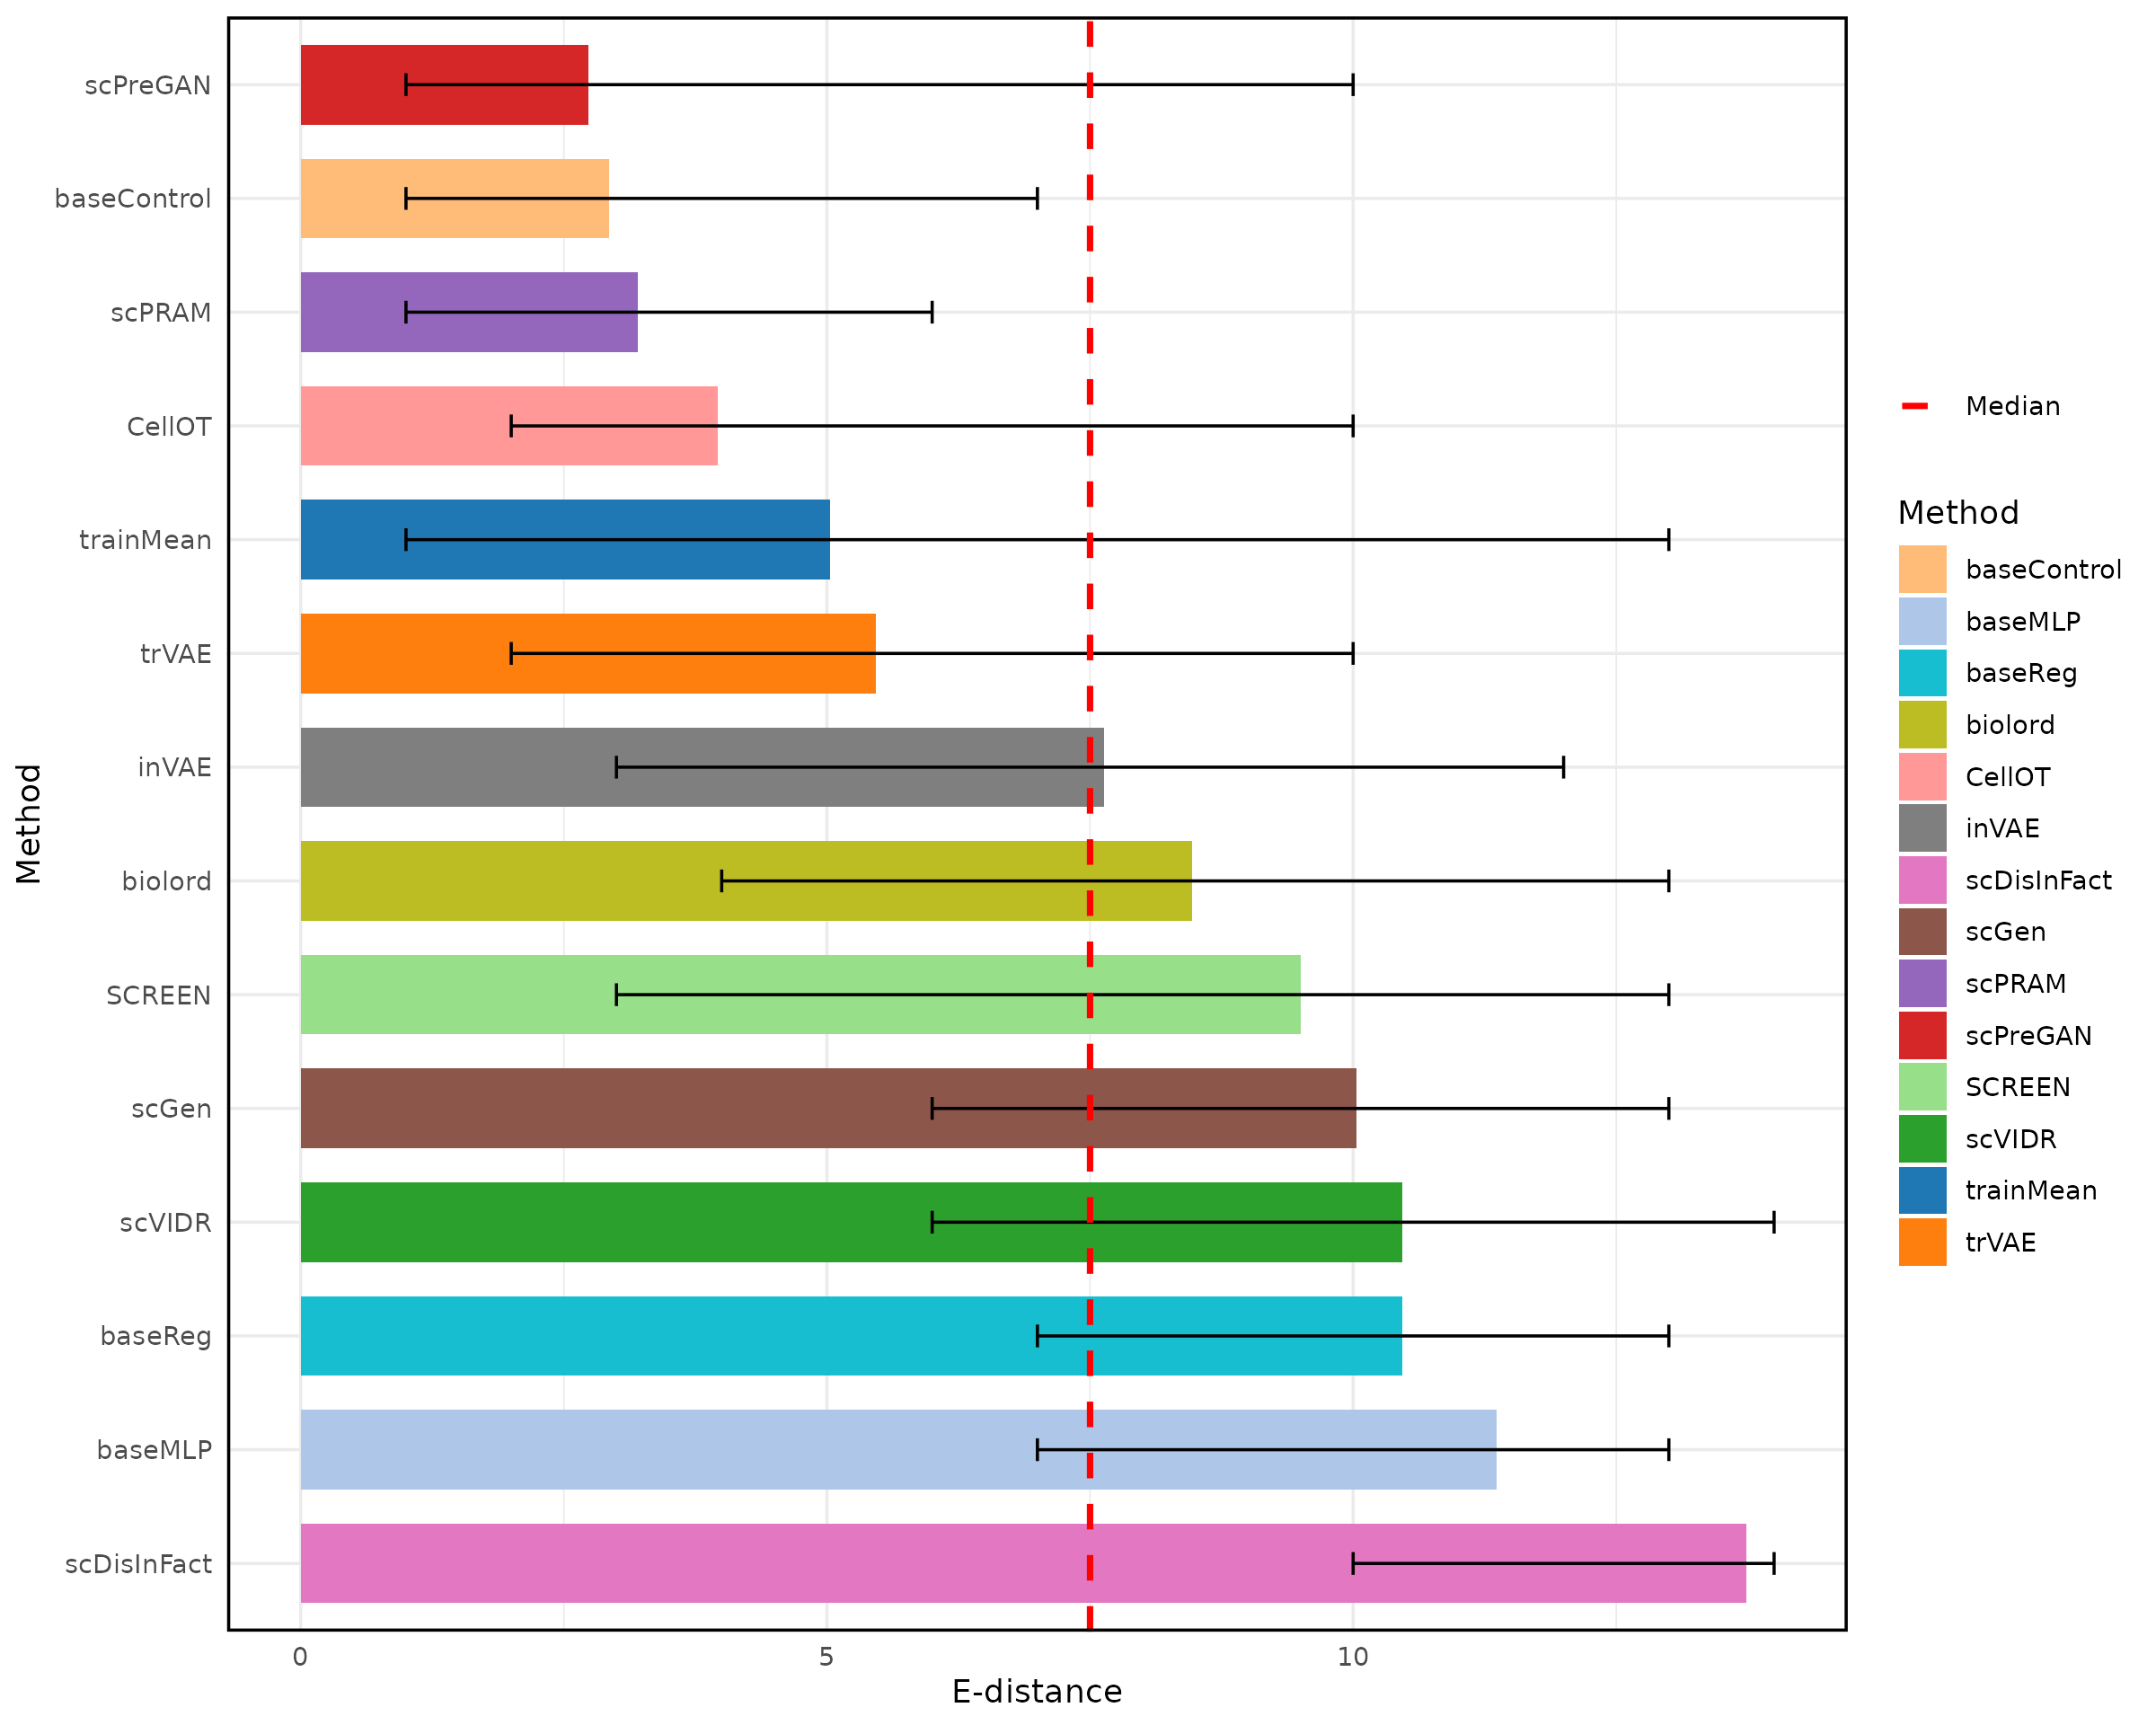 scPreGAN
baseControl
scPRAM
CellOT
trainMean
trVAE
inVAE
biolord
SCREEN
scGen
scVIDR
baseReg
baseMLP
scDisInFact
Method
0 5 10
E-distance
Median
Method
baseControl
baseMLP
baseReg
biolord
CellOT
inVAE
scDisInFact
scGen
scPRAM
scPreGAN
SCREEN
scVIDR
trainMean
trVAE